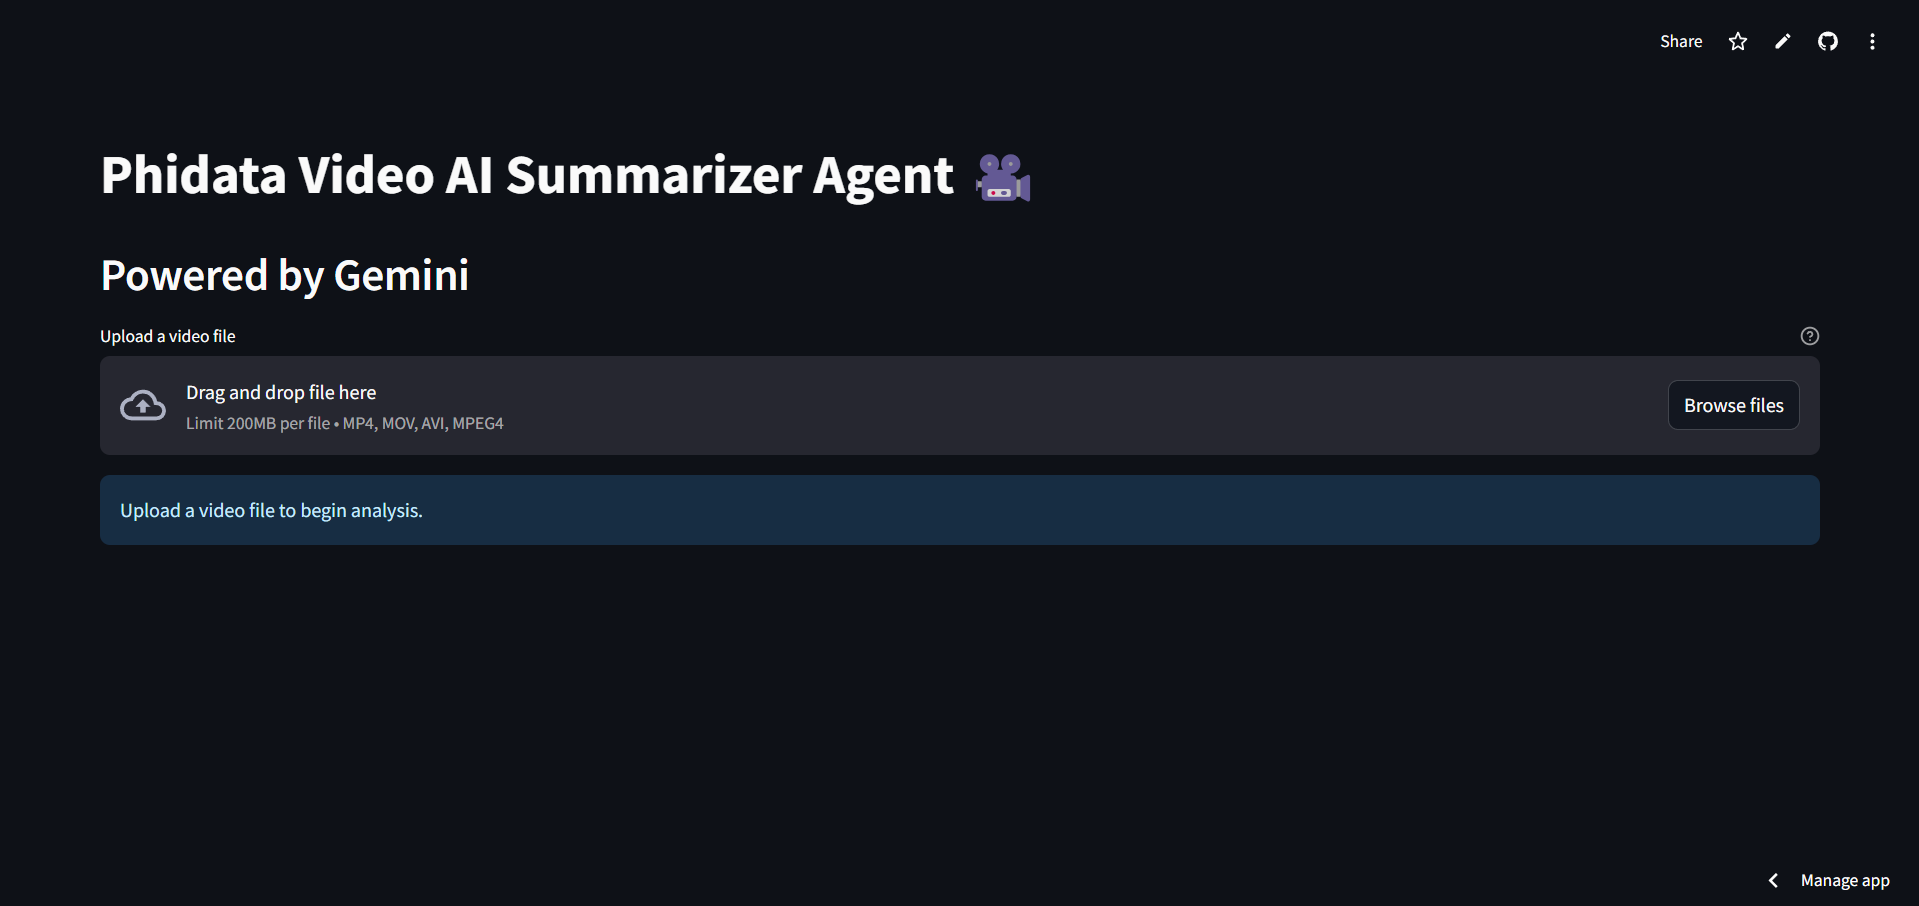 Share
Phidata Video AI Summarizer Agent
Powered by Gemini
Upload a video file
Drag and drop file here
Limit 200MB per file • MP4, MOV, AVI, MPEG4
Browse files
Upload a video file to begin analysis.
Manage app